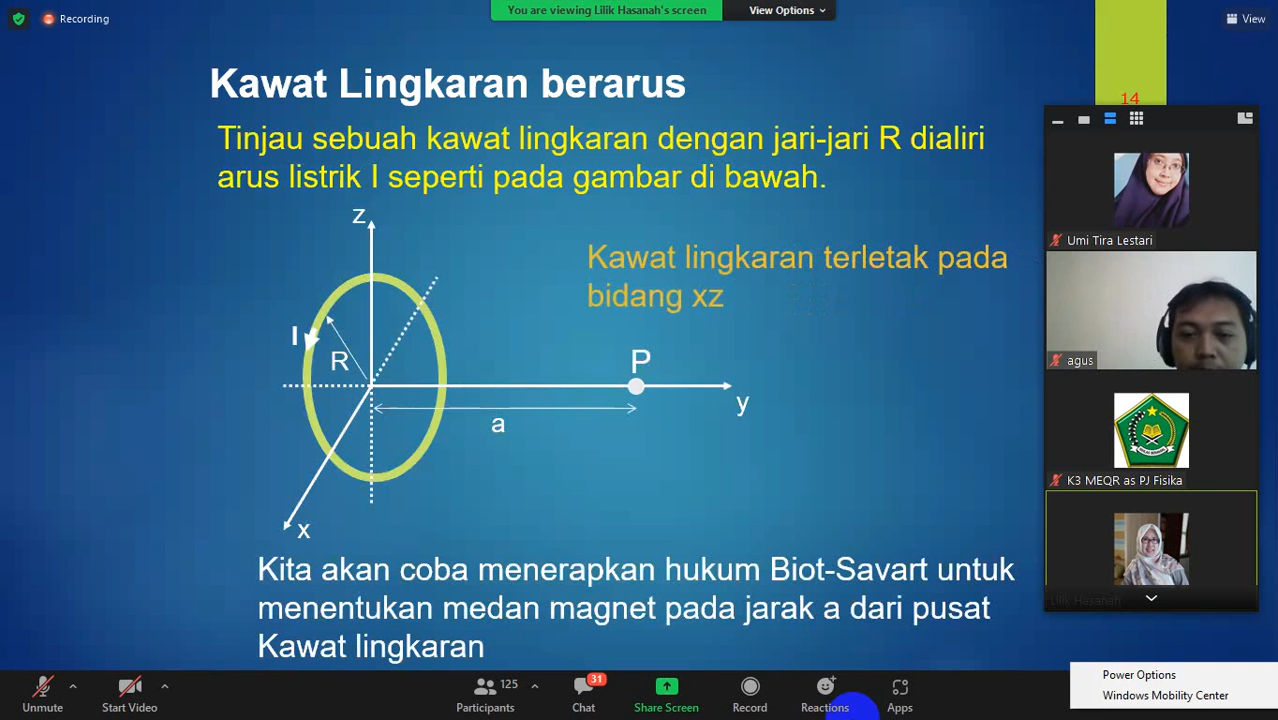 Recording
You are viewing Lilik Hasanah's screen
View Options
View
Kawat Lingkaran berarus
14
Tinjau sebuah kawat lingkaran dengan jari-jari R dialiri
arus listrik I seperti pada gambar di bawah.
z
Kawat lingkaran terletak pada
bidang xz
I
R
P
y
a
x
Kita akan coba menerapkan hukum Biot-Savart untuk
menentukan medan magnet pada jarak a dari pusat
Kawat lingkaran
Umi Tira Lestari
agus
K3 MEQR as PJ Fisika
Lilik Hasanah
Power Options
Windows Mobility Center
Unmute
Start Video
125
Participants
31
Chat
Share Screen
Record
Reactions
Apps